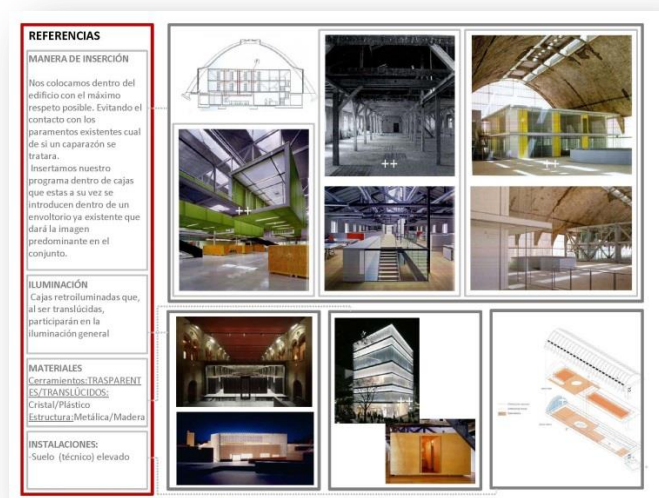 REFERENCIAS
MANERA DE INSERCIÓN
Nos colocamos dentro del
edificio con el máximo
respeto posible. Evitando el
contacto con los
paramentos existentes cual
de si un caparazón se
tratara.
Insertamos nuestro
programa dentro de cajas
que estas a su vez se
introducen dentro de un
envoltorio ya existente que
dará la imagen
predominante en el
conjunto.
ILUMINACIÓN
Cajas retroiluminadas que,
al ser translúcidas,
participarán en la
iluminación general
MATERIALES
Cerramientos:TRASPARENT
ES/TRANSLÚCIDOS:
Cristal/Plástico
Estructura:Metálica/Madera
INSTALACIONES:
-Suelo (técnico) elevado
++
++
++
++